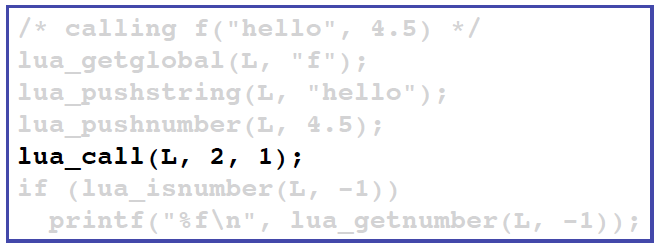 /* calling f("hello", 4.5) */
lua_getglobal(L, "f");
lua_pushstring(L, "hello");
lua_pushnumber(L, 4.5);
lua_call(L, 2, 1);
if (lua_isnumber(L, -1))
  printf("%f\n", lua_getnumber(L, -1));